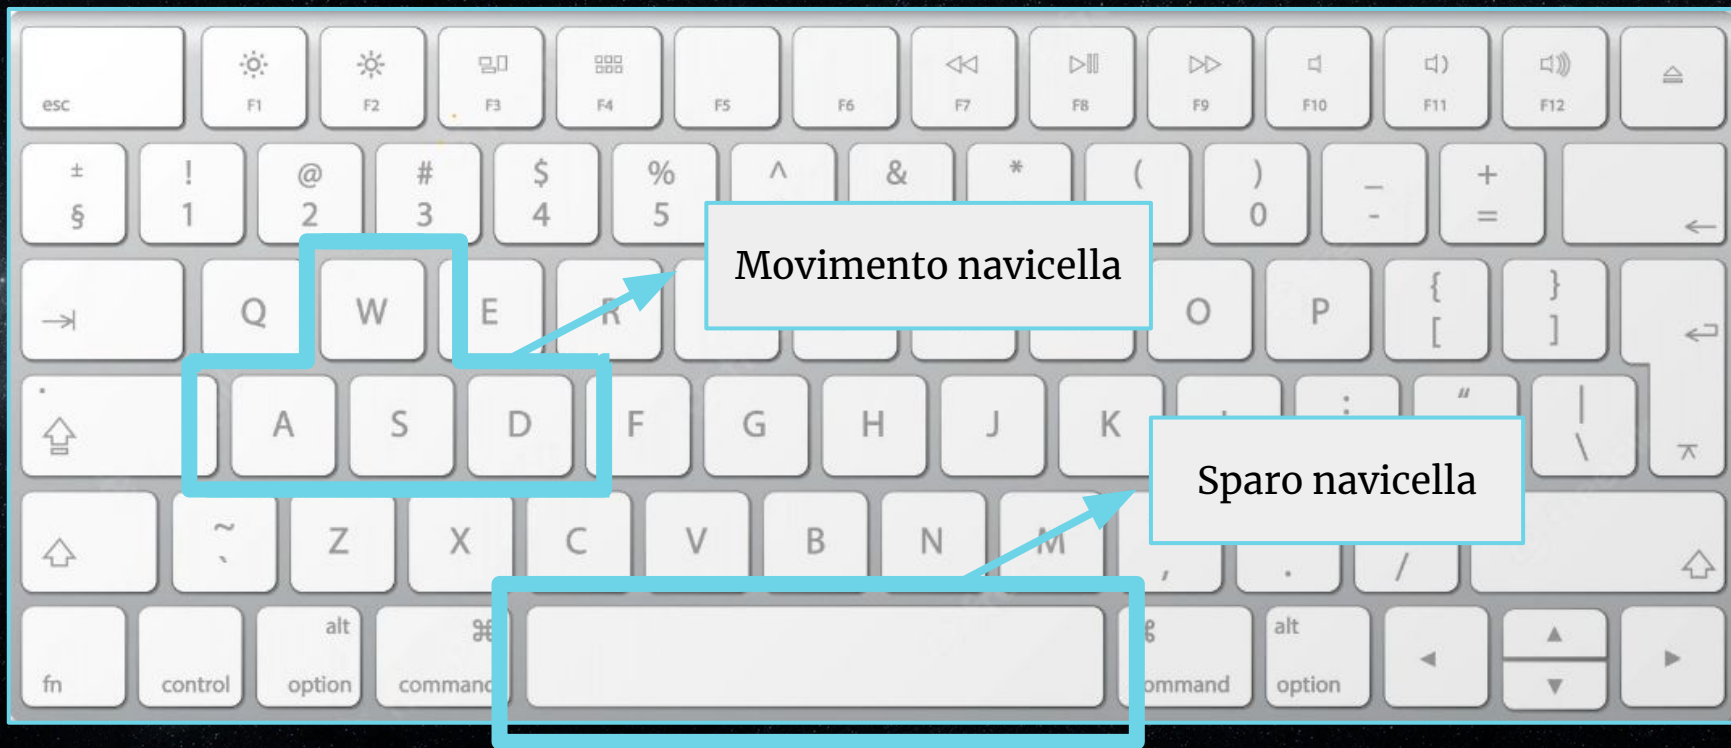 esc F1 F2 F3 F4 F5 F6 F7 F8 F9 F10 F11 F12
± ! @ # $ % ^ & * ( ) _ +
§ 1 2 3 4 5 0 - =
Movimento navicella
Q W E R O P { [ } ]
A S D F G H J K : “ | \
Sparo navicella
~ ` Z X C V B N M , . /
alt ⌘ ⌘ alt
fn control option command ommand option